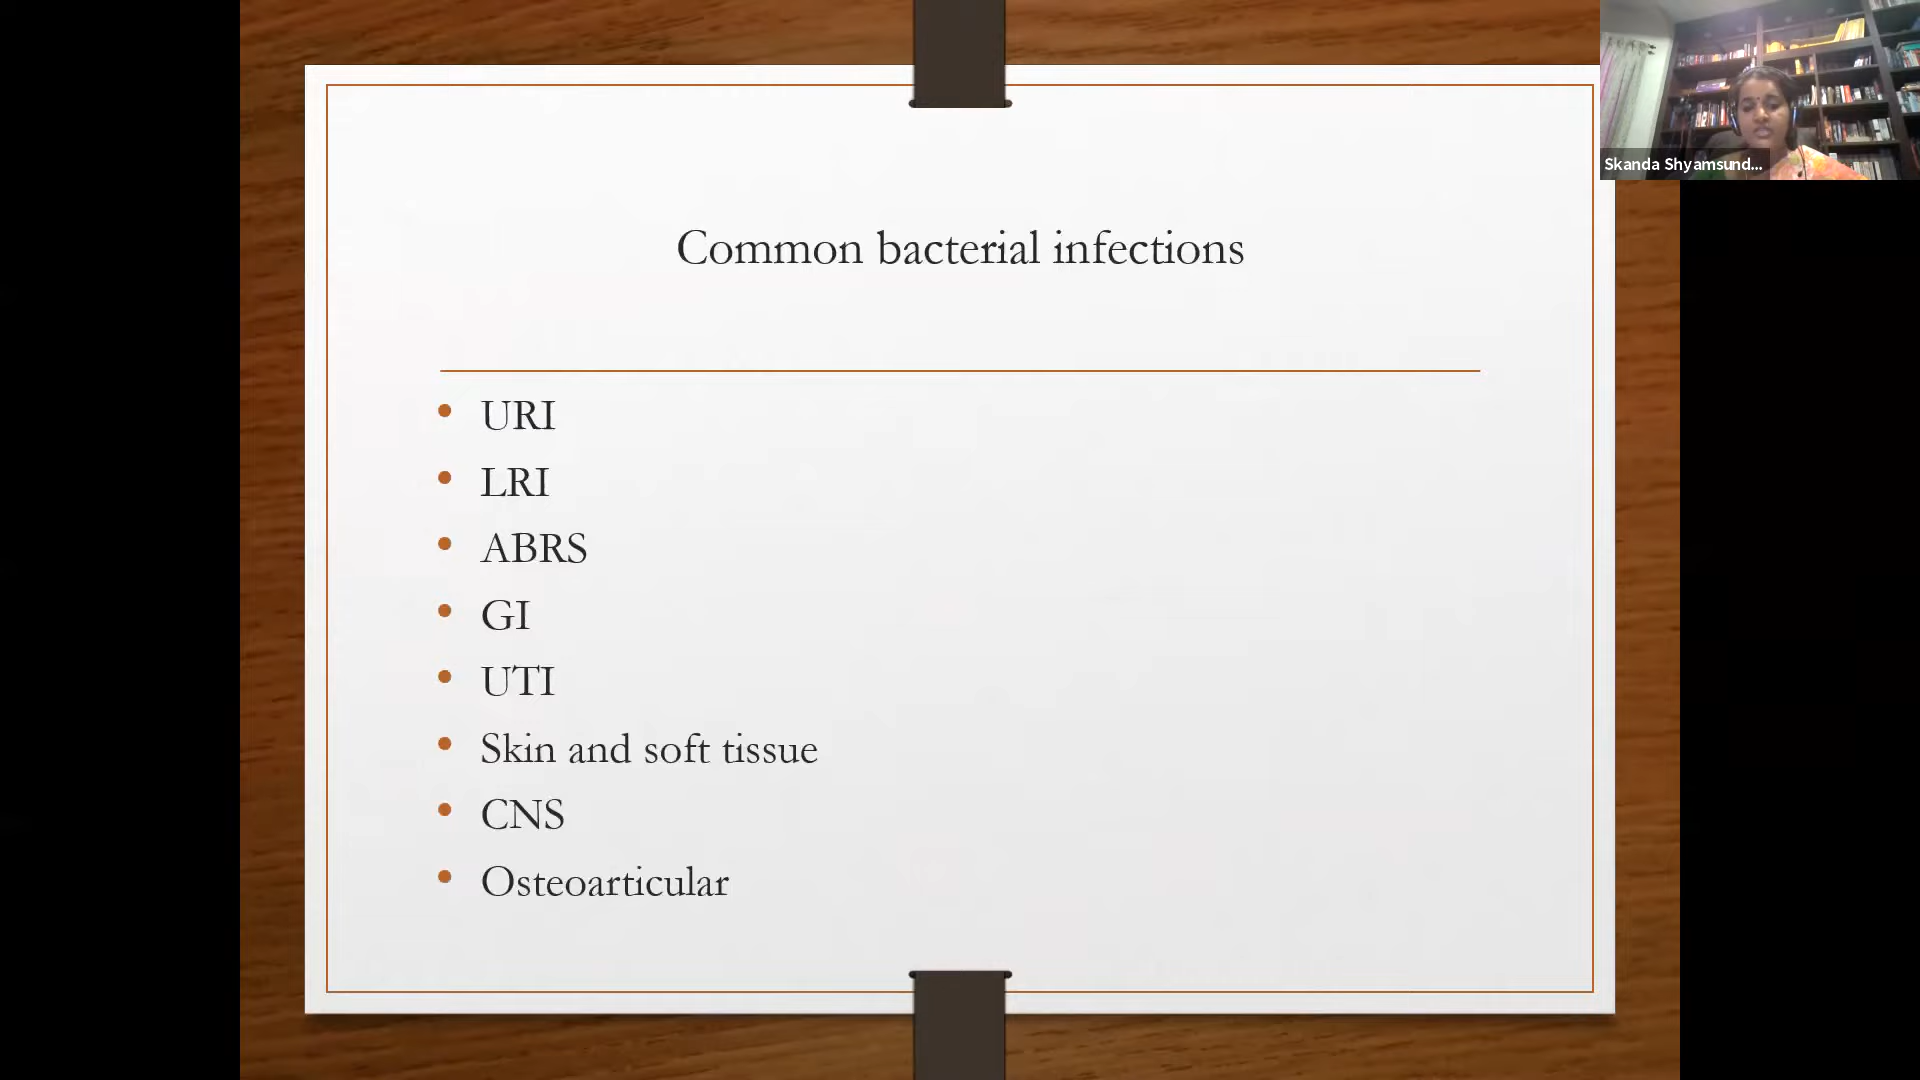 Common bacterial infections
Skanda Shyamsund...
• URI
• LRI
• ABRS
• GI
• UTI
• Skin and soft tissue
• CNS
• Osteoarticular